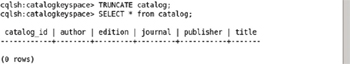 cqlsh:catalogkeyspace> TRUNCATE catalog;
cqlsh:catalogkeyspace> SELECT * from catalog;
catalog_id | author | edition | journal | publisher | title
------------+--------+---------+---------+-----------+-------
(0 rows)